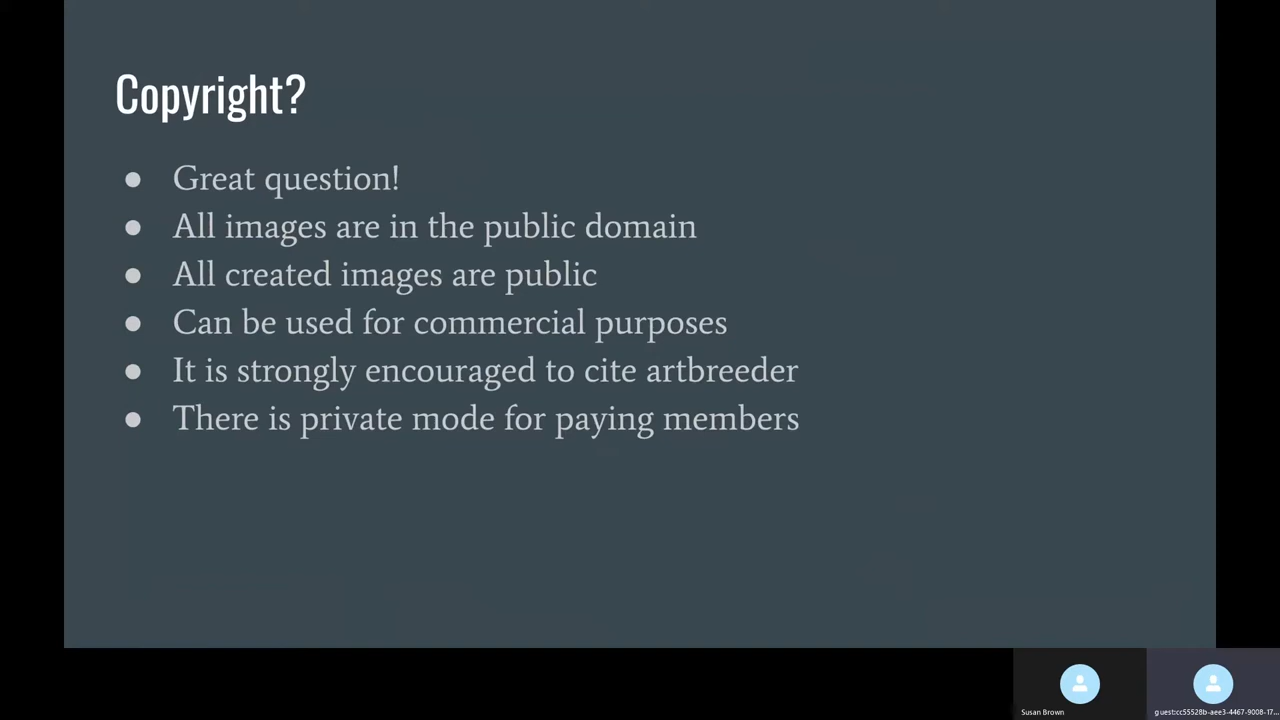 Copyright?
● Great question!
● All images are in the public domain
● All created images are public
● Can be used for commercial purposes
● It is strongly encouraged to cite artbreeder
● There is private mode for paying members
Susan Brown
guest:cc55528b-aee3-4467-9008-17...